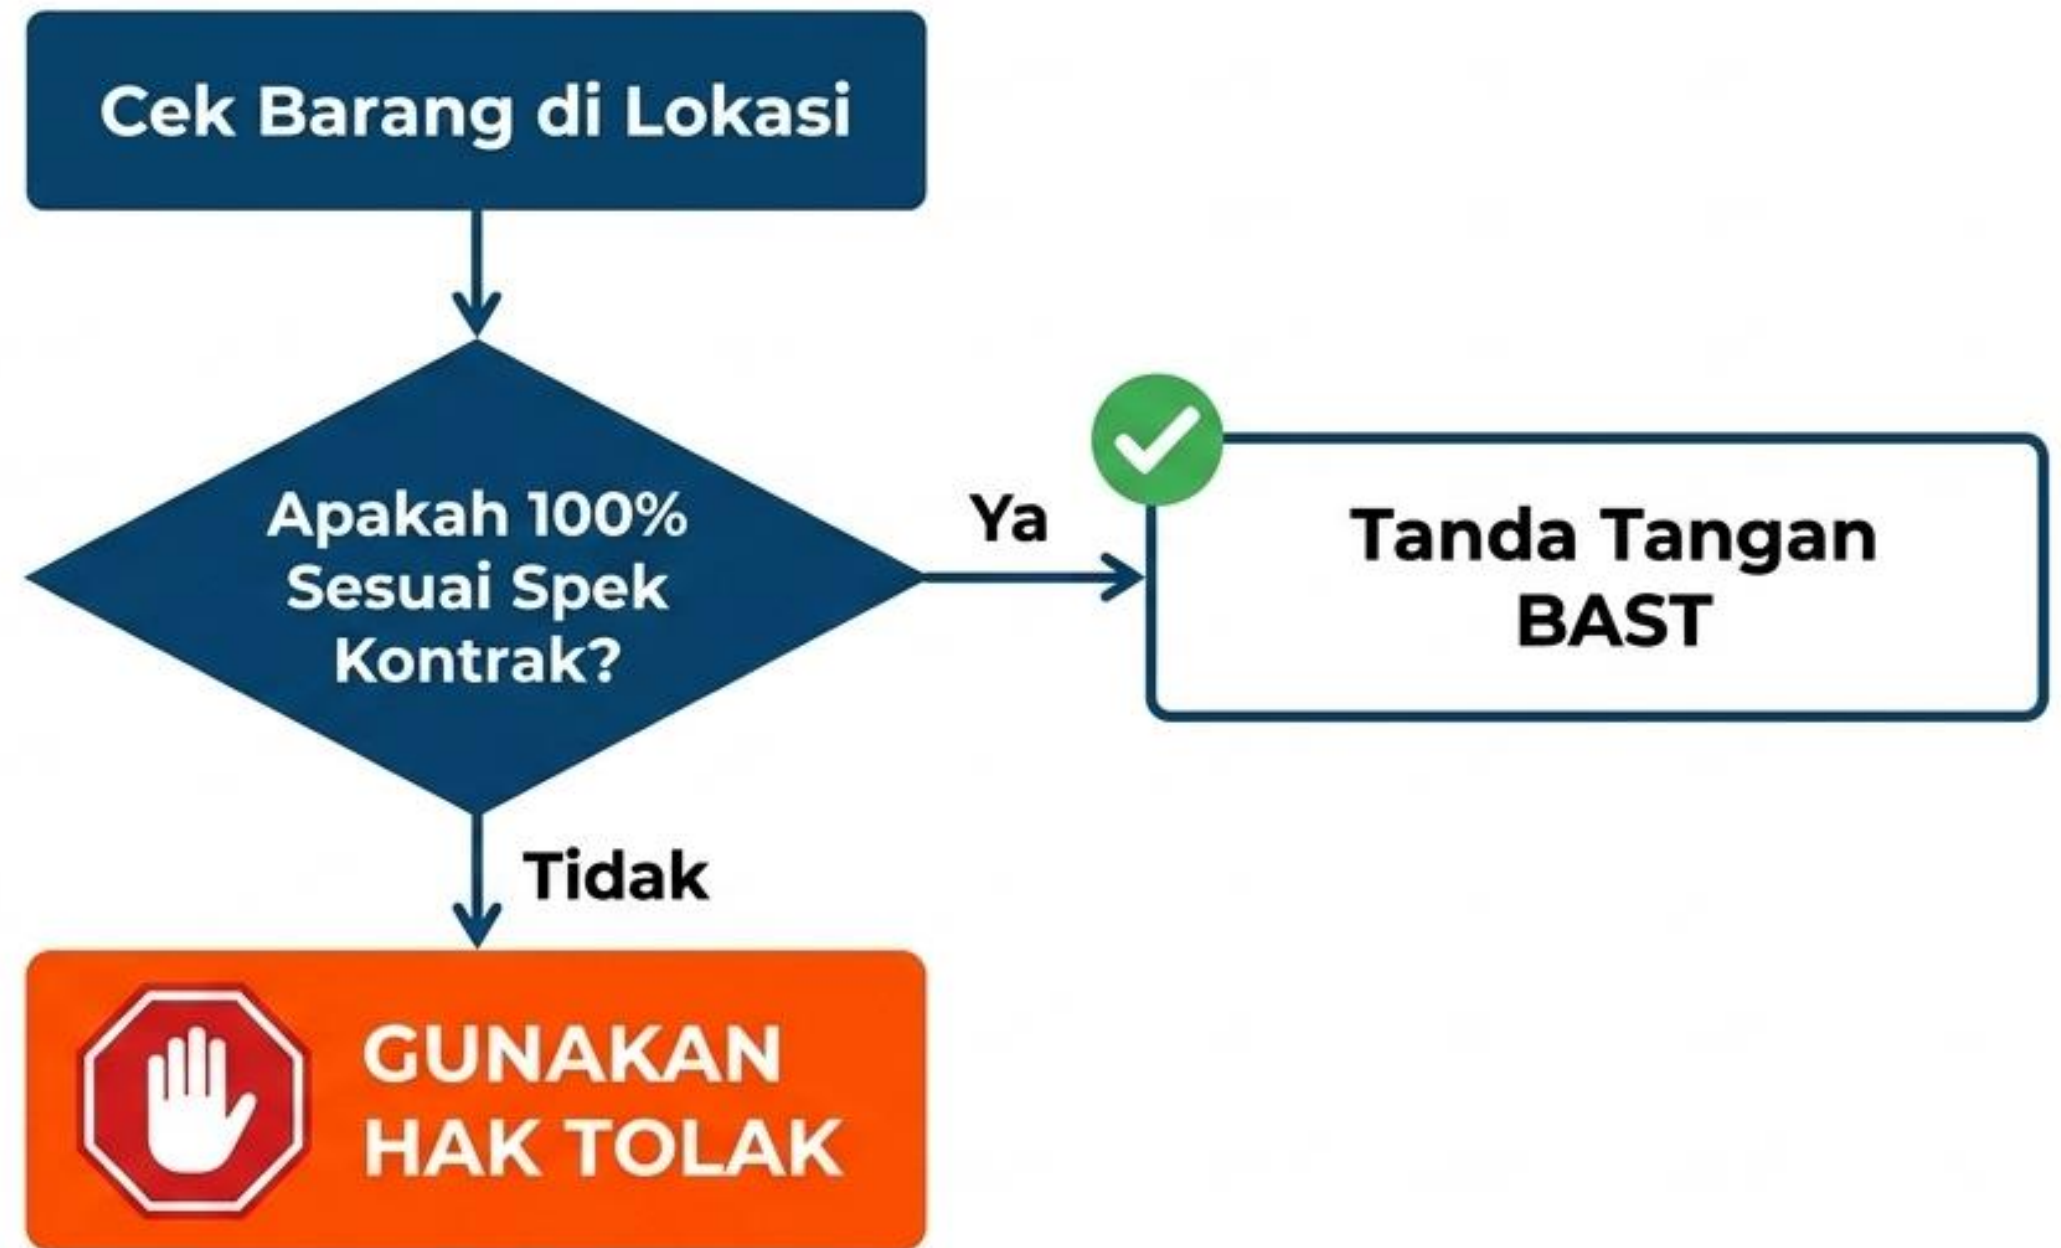 Cek Barang di Lokasi
Apakah 100%
Sesuai Spek
Kontrak?
Ya
Tanda Tangan
BAST
Tidak
GUNAKAN
HAK TOLAK